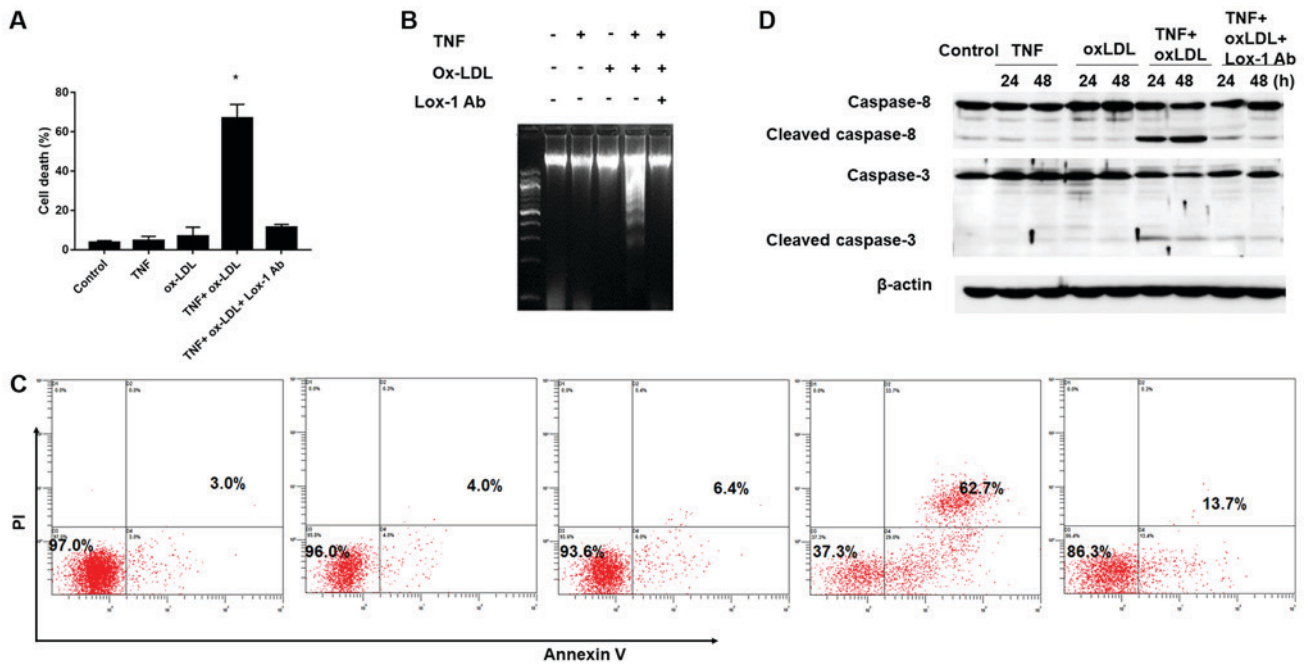 A
*
80
60
40
20
0
Cell death (%)
Control
TNF
ox-LDL
TNF+ ox-LDL
TNF+ ox-LDL+ Lox-1 Ab
B
TNF - + - + +
Ox-LDL - - + + +
Lox-1 Ab - - - - +
D
Control TNF oxLDL TNF+ oxLDL TNF+ oxLDL+ Lox-1 Ab
24 48 24 48 24 48 24 48 (h)
Caspase-8
Cleaved caspase-8
Caspase-3
Cleaved caspase-3
β-actin
C
PI
3.0%
97.0%
4.0%
96.0%
6.4%
93.6%
62.7%
37.3%
13.7%
86.3%
Annexin V